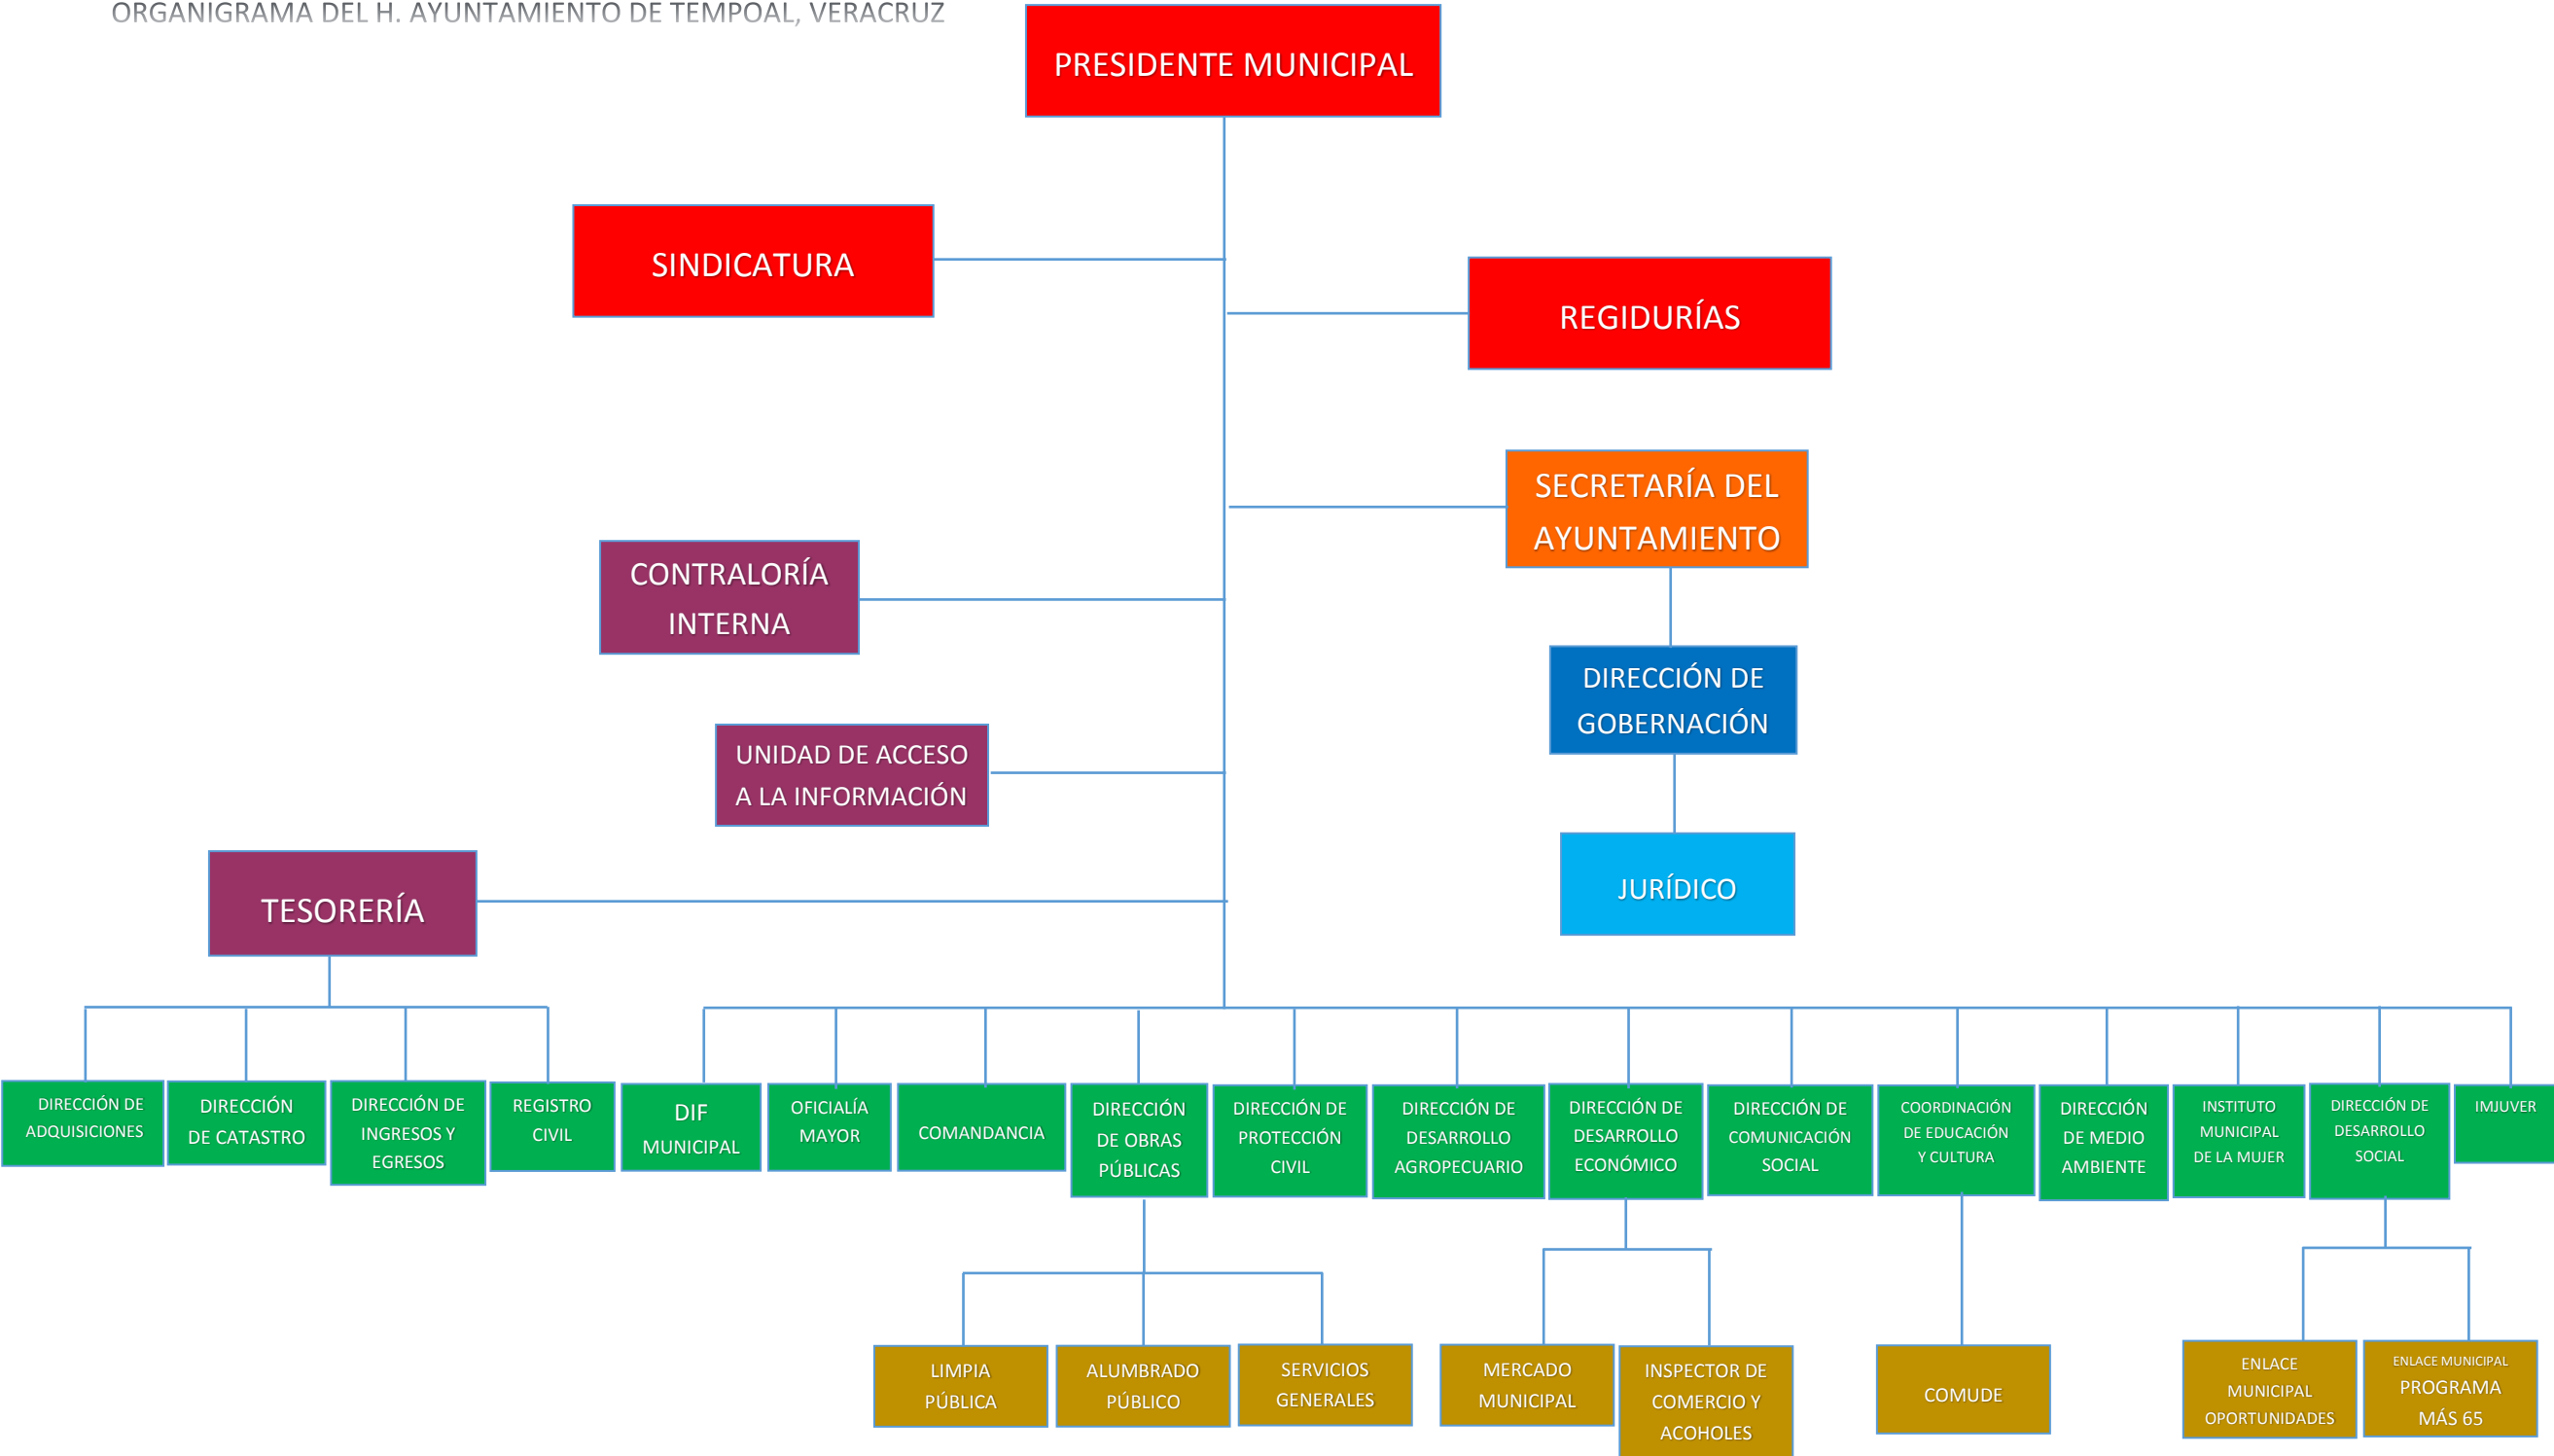 ORGANIGRAMA DEL H. AYUNTAMIENTO DE TEMPOAL, VERACRUZ
PRESIDENTE MUNICIPAL
SINDICATURA
REGIDURÍAS
SECRETARÍA DEL
AYUNTAMIENTO
CONTRALORÍA
INTERNA
DIRECCIÓN DE
GOBERNACIÓN
UNIDAD DE ACCESO
A LA INFORMACIÓN
JURÍDICO
TESORERÍA
DIRECCIÓN DE
ADQUISICIONES
DIRECCIÓN
DE CATASTRO
DIRECCIÓN DE
INGRESOS Y
EGRESOS
REGISTRO
CIVIL
DIF
MUNICIPAL
OFICIALÍA
MAYOR
COMANDANCIA
DIRECCIÓN
DE OBRAS
PÚBLICAS
DIRECCIÓN DE
PROTECCIÓN
CIVIL
DIRECCIÓN DE
DESARROLLO
AGROPECUARIO
DIRECCIÓN DE
DESARROLLO
ECONÓMICO
DIRECCIÓN DE
COMUNICACIÓN
SOCIAL
COORDINACIÓN
DE EDUCACIÓN
Y CULTURA
DIRECCIÓN
DE MEDIO
AMBIENTE
INSTITUTO
MUNICIPAL
DE LA MUJER
DIRECCIÓN DE
DESARROLLO
SOCIAL
IMJUVER
LIMPIA
PÚBLICA
ALUMBRADO
PÚBLICO
SERVICIOS
GENERALES
MERCADO
MUNICIPAL
INSPECTOR DE
COMERCIO Y
ACOHOLES
COMUDE
ENLACE
MUNICIPAL
OPORTUNIDADES
ENLACE MUNICIPAL
PROGRAMA
MÁS 65